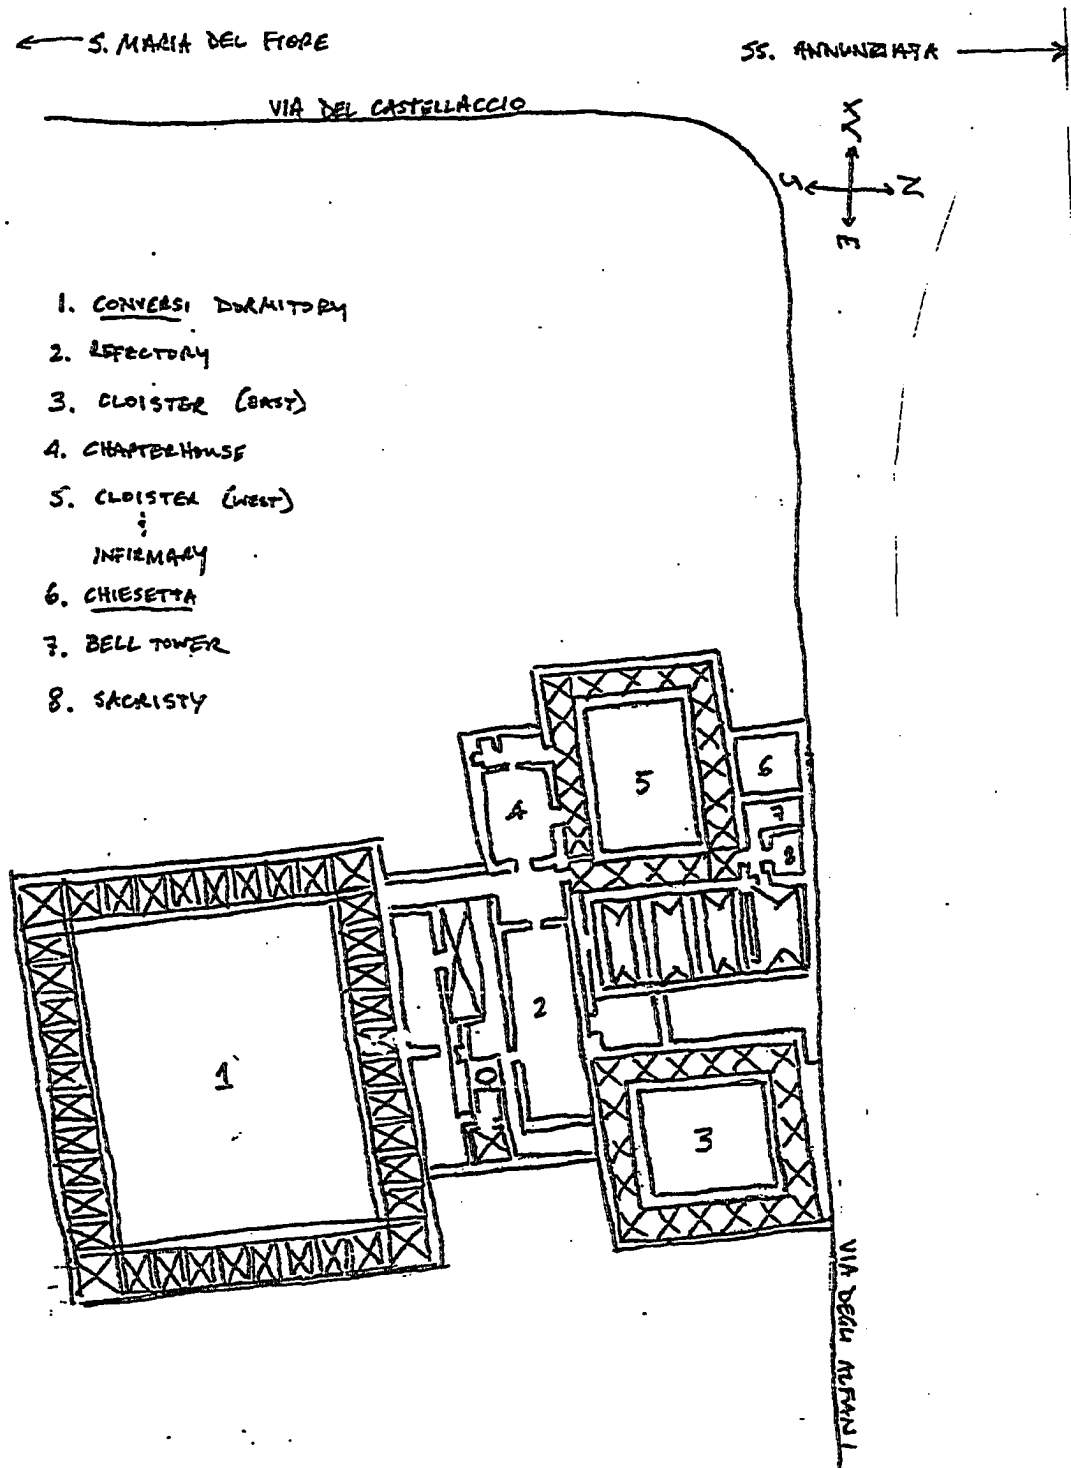 ← S. MARIA DEL FIORE
SS. ANNUNZIATA →
VIA DEL CASTELLACCIO
W
S N
E
1. CONVERSI DORMITORY
2. REFECTORY
3. CLOISTER (EAST)
4. CHAPTERHOUSE
5. CLOISTER (WEST)
&
INFIRMARY
6. CHIESETTA
7. BELL TOWER
8. SACRISTY
5
6
4
7
8
2
1
3
VIA DEGLI ALFANI